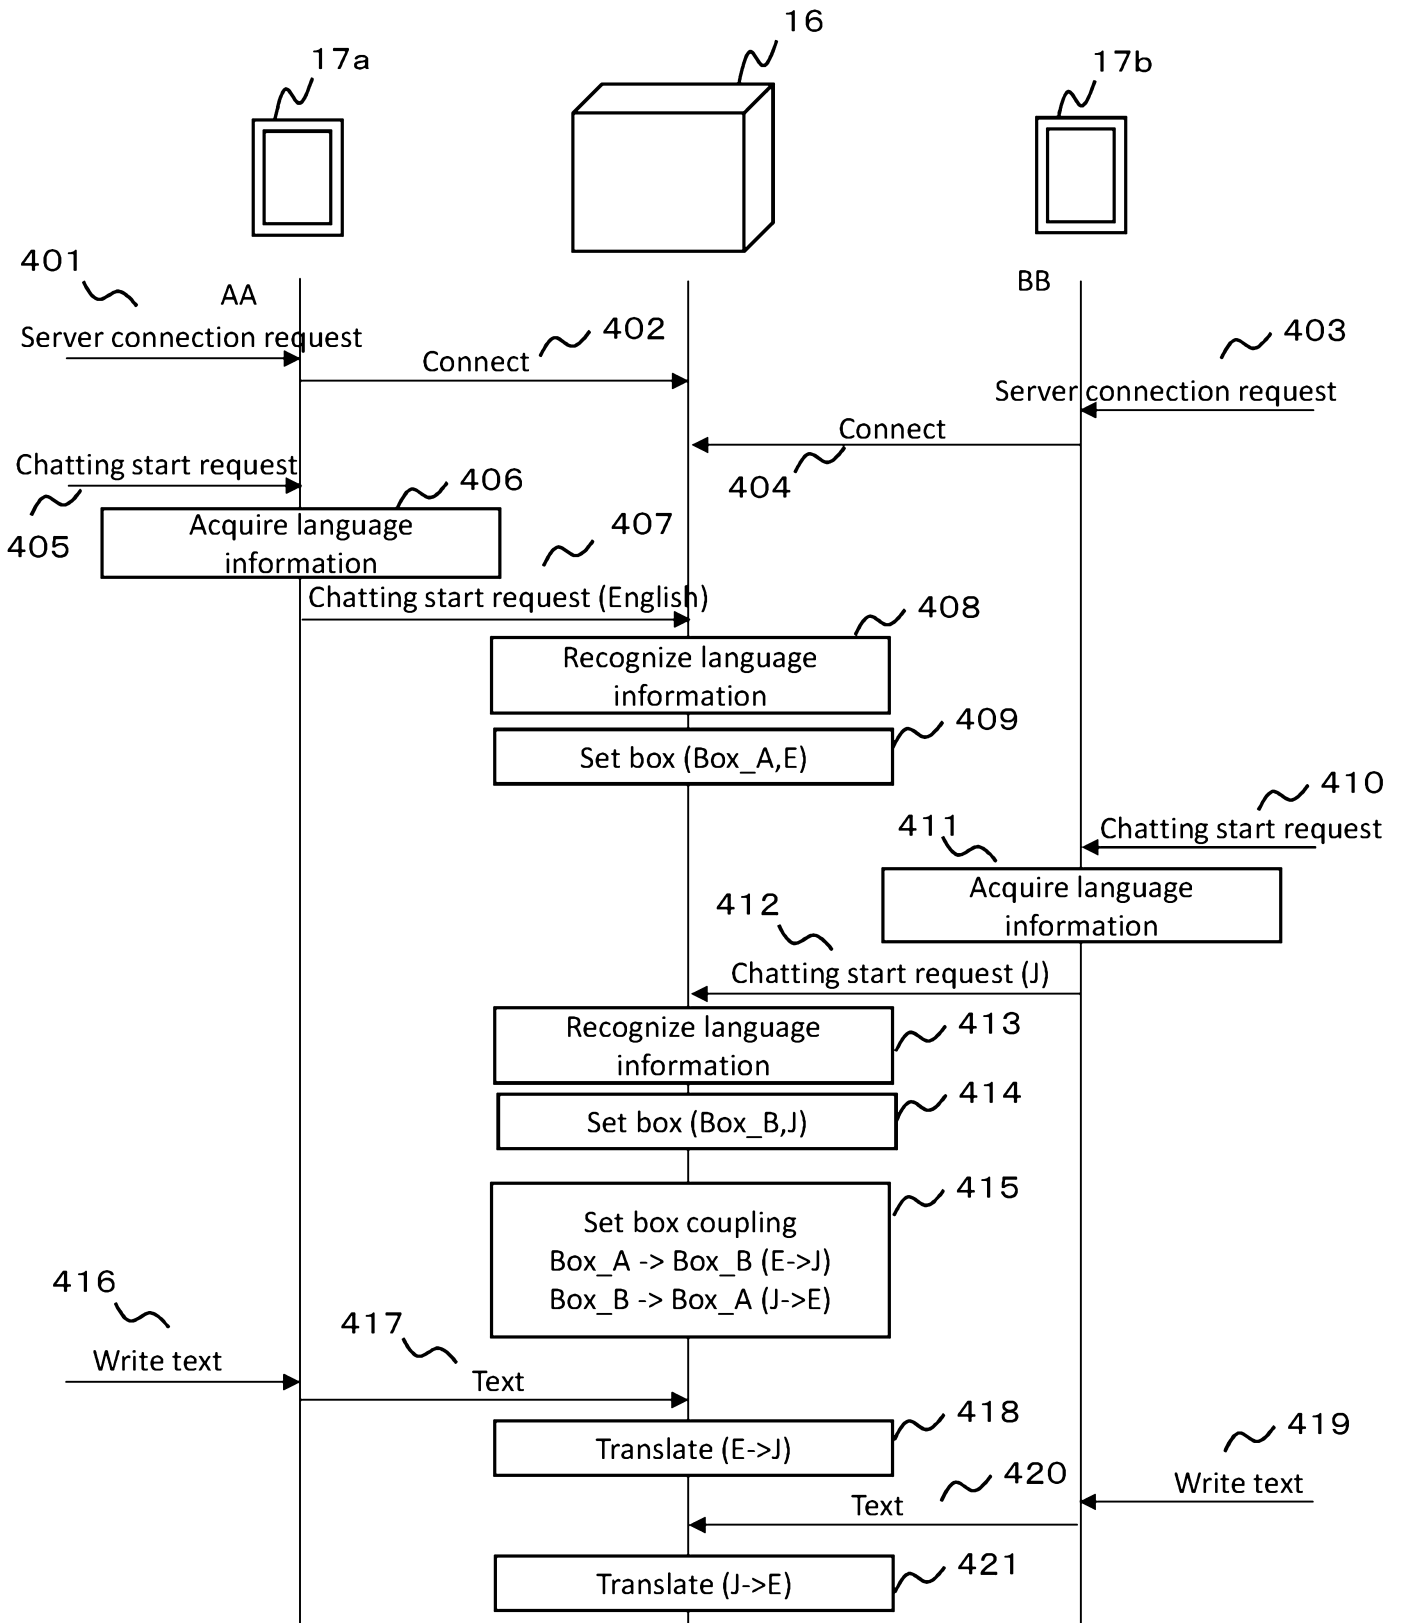 16
17a
17b
401
AA
BB
Server connection request
402
403
Connect
Server connection request
Connect
Chatting start request
404
406
405
Acquire language
information
407
Chatting start request (English)
408
Recognize language
information
409
Set box (Box_A,E)
410
411
Chatting start request
Acquire language
information
412
Chatting start request (J)
413
Recognize language
information
414
Set box (Box_B,J)
415
Set box coupling
Box_A -> Box_B (E->J)
Box_B -> Box_A (J->E)
416
417
Write text
Text
418
419
Translate (E->J)
420
Write text
Text
421
Translate (J->E)